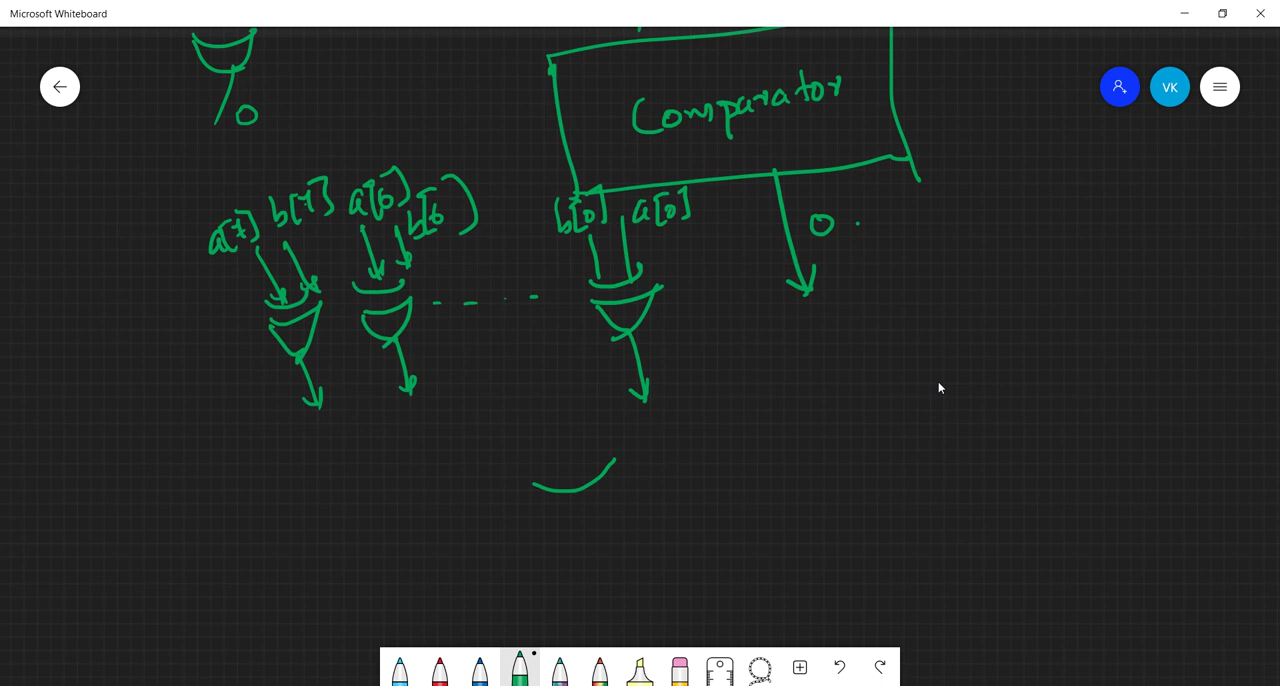 Microsoft Whiteboard
VK
Comparator
0
a[7] b[7] a[6] b[6]
b[0] a[0]
0